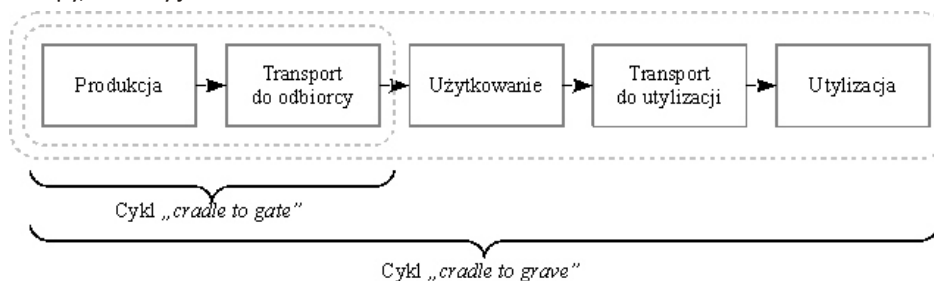 Produkcja
Transport
do odbiorcy
Użytkowanie
Transport
do utylizacji
Utylizacja
Cykl „cradle to gate”
Cykl „cradle to grave”